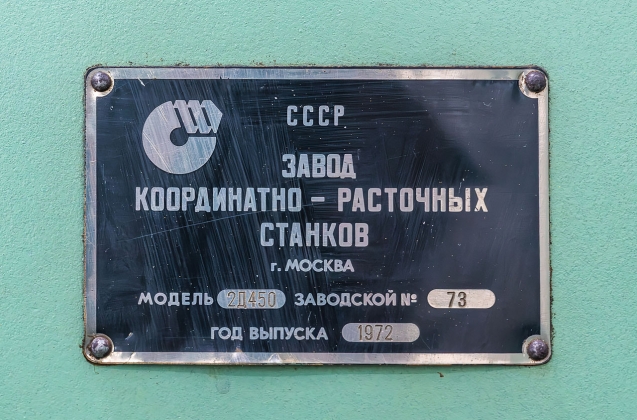 СССР
ЗАВОД
КООРДИНАТНО - РАСТОЧНЫХ
СТАНКОВ
г. МОСКВА
МОДЕЛЬ 2Д450 ЗАВОДСКОЙ № 73
ГОД ВЫПУСКА 1972